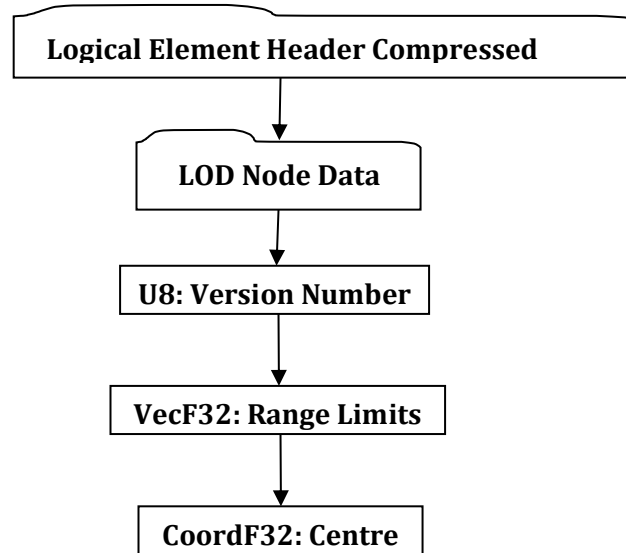 Logical Element Header Compressed
LOD Node Data
U8: Version Number
VecF32: Range Limits
CoordF32: Centre